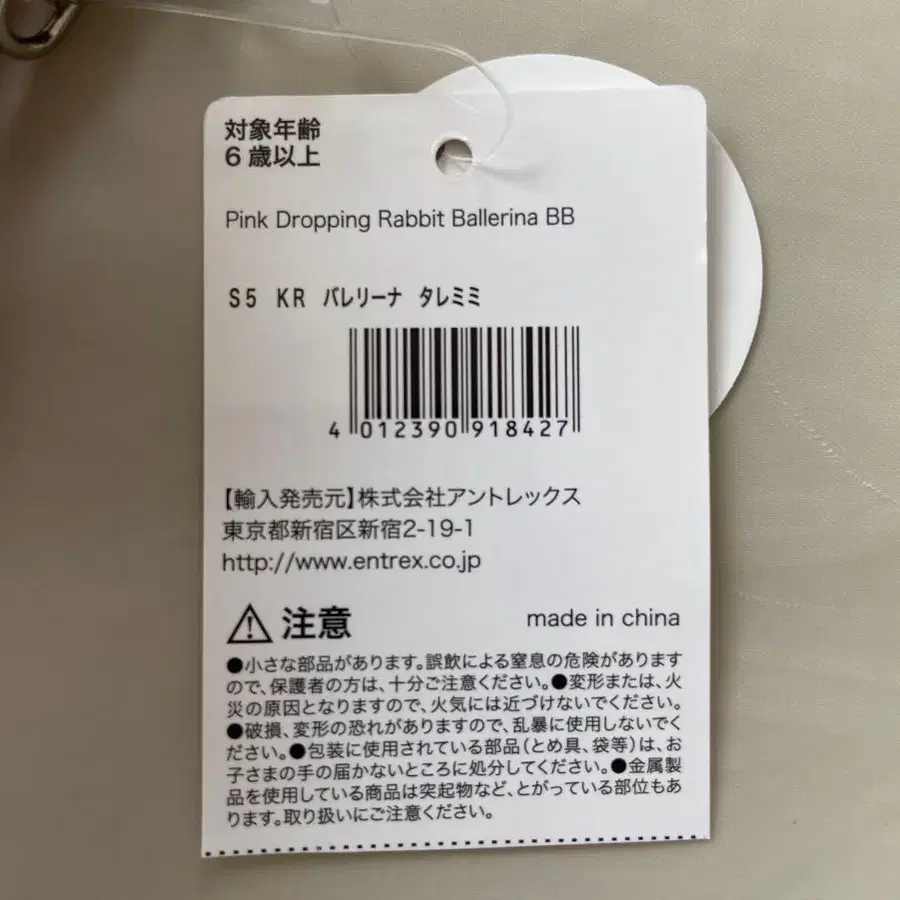 対象年齢
6歳以上
Pink Dropping Rabbit Ballerina BB
S5 KR バレリーナ タレミミ
4 012390 918427
【輸入発売元】株式会社アントレックス
東京都新宿区新宿2-19-1
http://www.entrex.co.jp
注意 made in china
●小さな部品があります。誤飲による窒息の危険があります
ので、保護者の方は、十分ご注意ください。●変形または、火
災の原因となりますので、火気には近づけないでください。
●破損、変形の恐れがありますので、乱暴に使用しないでく
ださい。●包装に使用されている部品(とめ具、袋等)は、お
子さまの手の届かないところに処分してください。●金属製
品を使用している商品は突起物など、とがっている部位もあ
ります。取り扱いにご注意ください。